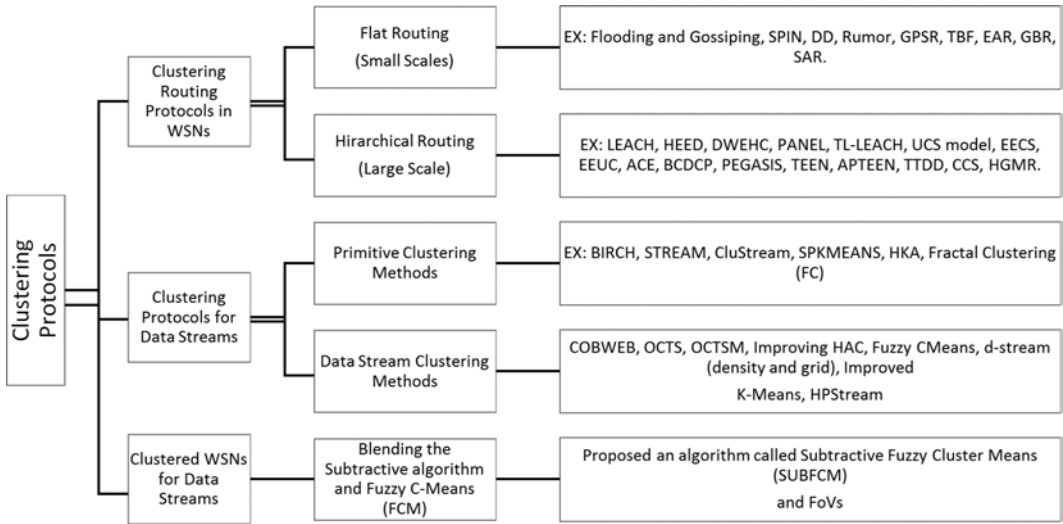 Clustering
Protocols
Clustering
Routing
Protocols in
WSNs
Flat Routing
(Small Scales)
EX: Flooding and Gossiping, SPIN, DD, Rumor, GPSR, TBF, EAR, GBR,
SAR.
Hirarchical Routing
(Large Scale)
EX: LEACH, HEED, DWEHC, PANEL, TL-LEACH, UCS model, EECS,
EEUC, ACE, BCDCP, PEGASIS, TEEN, APTEEN, TTDD, CCS, HGMR.
Clustering
Protocols for
Data Streams
Primitive Clustering
Methods
EX: BIRCH, STREAM, CluStream, SPKMEANS, HKA, Fractal Clustering
(FC)
Data Stream Clustering
Methods
COBWEB, OCTS, OCTSM, Improving HAC, Fuzzy CMeans, d-stream
(density and grid), Improved
K-Means, HPStream
Clustered WSNs
for Data
Streams
Blending the
Subtractive algorithm
and Fuzzy C-Means
(FCM)
Proposed an algorithm called Subtractive Fuzzy Cluster Means
(SUBFCM)
and FoVs